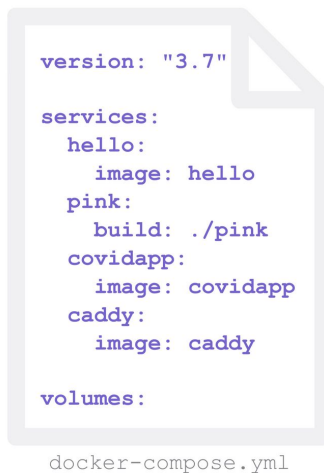 version: "3.7"
services:
hello:
image: hello
pink:
build: ./pink
covidapp:
image: covidapp
caddy:
image: caddy
volumes:
docker-compose.yml